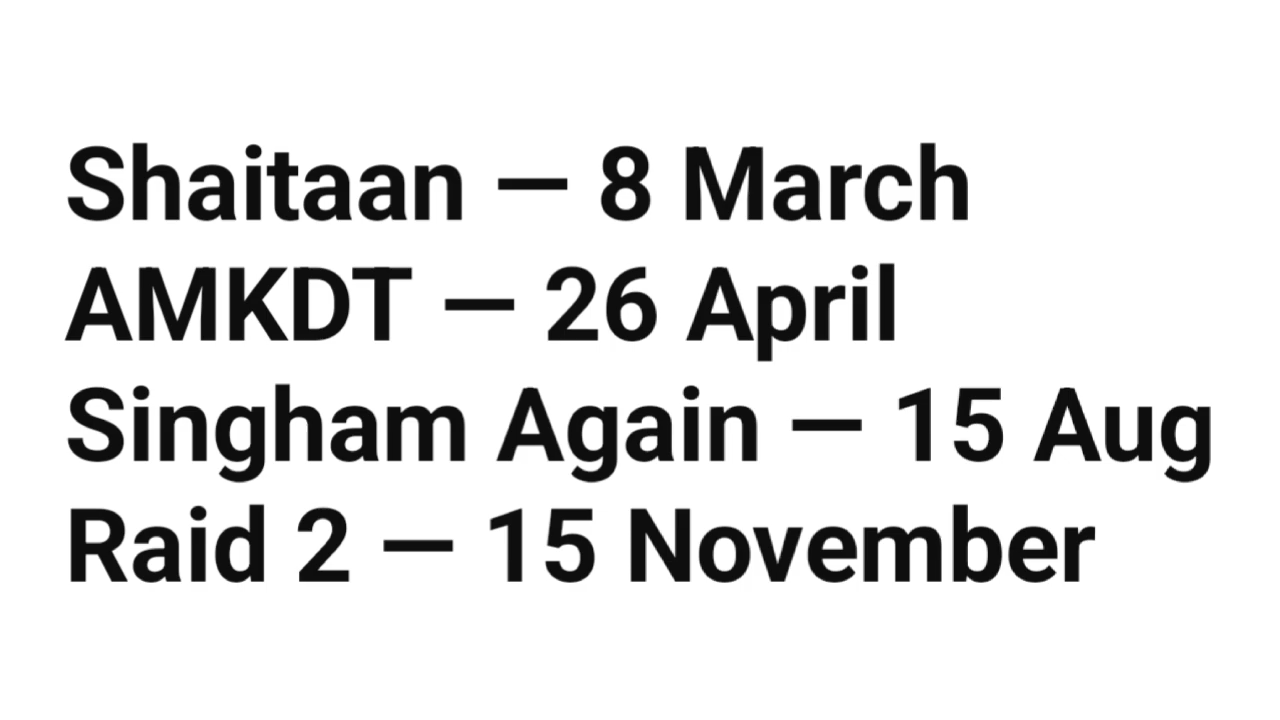 Shaitaan — 8 March
AMKDT — 26 April
Singham Again — 15 Aug
Raid 2 — 15 November